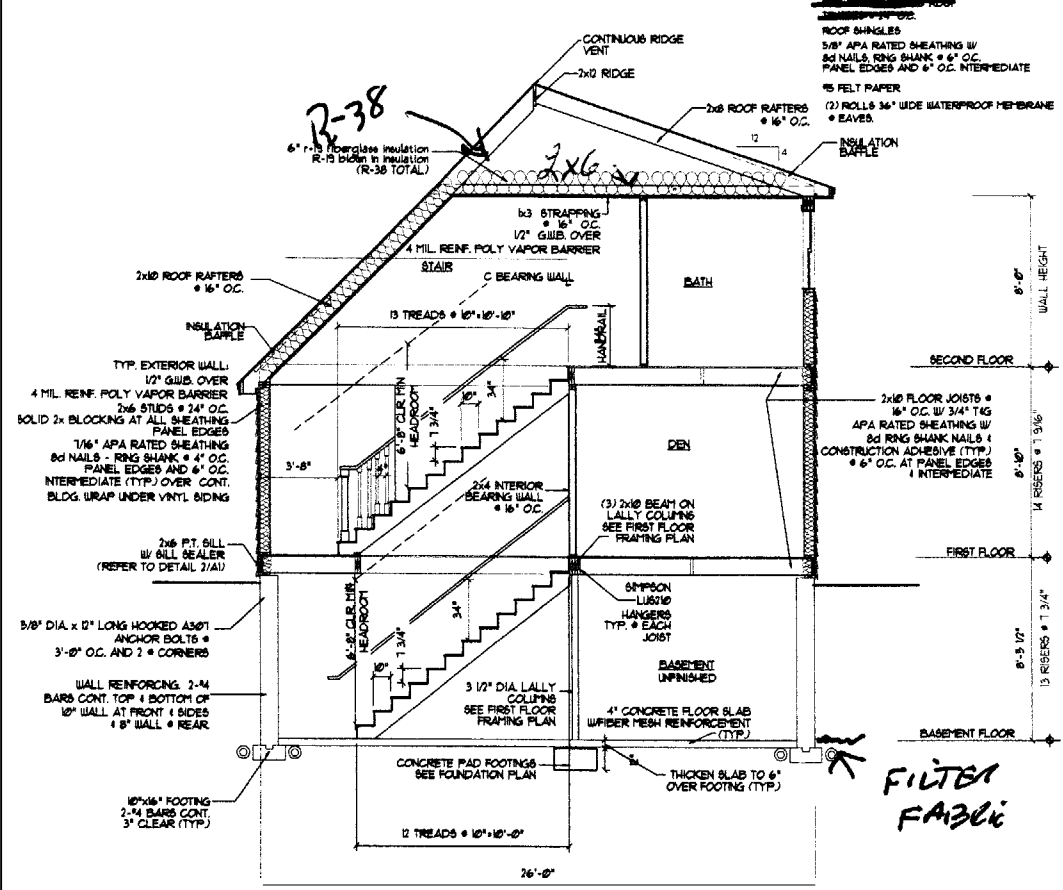 ROOF
ROOF SHINGLES
5/8" APA RATED SHEATHING W/
8d NAILS, RING SHANK @ 6" O.C.
PANEL EDGES AND 6" O.C. INTERMEDIATE
#15 FELT PAPER
(2) ROLLS 36" WIDE WATERPROOF MEMBRANE
@ EAVES.
CONTINUOUS RIDGE
VENT
2x12 RIDGE
2x8 ROOF RAFTERS
@ 16" O.C.
12
4
INSULATION
BAFFLE
R-38
6" r-19 fiberglass insulation
R-19 blown in insulation
(R-38 TOTAL)
2x6
1x3 STRAPPING
@ 16" O.C.
1/2" G.W.B. OVER
4 MIL. REINF. POLY VAPOR BARRIER
STAIR
C BEARING WALL
BATH
2x10 ROOF RAFTERS
@ 16" O.C.
13 TREADS @ 10"=10'-10"
HANDRAIL
8'-0"
WALL HEIGHT
INSULATION
BAFFLE
SECOND FLOOR
TYP. EXTERIOR WALL:
1/2" G.W.B. OVER
4 MIL. REINF. POLY VAPOR BARRIER
2x6 STUDS @ 24" O.C.
SOLID 2x BLOCKING AT ALL SHEATHING
PANEL EDGES
7/16" APA RATED SHEATHING
8d NAILS - RING SHANK @ 4" O.C.
PANEL EDGES AND 6" O.C.
INTERMEDIATE (TYP.) OVER CONT.
BLDG. WRAP UNDER VINYL SIDING
6'-8" CLR. MIN
HEADROOM
7 3/4"
10"
34"
3'-8"
DEN
2x10 FLOOR JOISTS @
16" O.C. W/ 3/4" T&G
APA RATED SHEATHING W/
8d RING SHANK NAILS &
CONSTRUCTION ADHESIVE (TYP.)
@ 6" O.C. AT PANEL EDGES
& INTERMEDIATE
8'-10"
14 RISERS @ 7 9/16"
2x4 INTERIOR
BEARING WALL
@ 16" O.C.
(3) 2x10 BEAM ON
LALLY COLUMNS
SEE FIRST FLOOR
FRAMING PLAN
2x6 P.T. SILL
W/ SILL SEALER
(REFER TO DETAIL 2/A1)
FIRST FLOOR
6'-8" CLR. MIN
HEADROOM
34"
7 3/4"
10"
SIMPSON
LUS210
HANGERS
TYP. @ EACH
JOIST
5/8" DIA. x 12" LONG HOOKED A307
ANCHOR BOLTS @
3'-0" O.C. AND 2 @ CORNERS
BASEMENT
UNFINISHED
8'-3 1/2"
13 RISERS @ 7 3/4"
WALL REINFORCING: 2-#4
BARS CONT. TOP & BOTTOM OF
10" WALL AT FRONT & SIDES
& 8" WALL @ REAR
3 1/2" DIA. LALLY
COLUMNS
SEE FIRST FLOOR
FRAMING PLAN
4" CONCRETE FLOOR SLAB
W/FIBER MESH REINFORCEMENT
(TYP.)
BASEMENT FLOOR
CONCRETE PAD FOOTINGS
SEE FOUNDATION PLAN
12"
THICKEN SLAB TO 6"
OVER FOOTING (TYP.)
FILTER
FABRIC
10"x16" FOOTING
2-#4 BARS CONT.
3" CLEAR (TYP.)
12 TREADS @ 10"=10'-0"
26'-0"